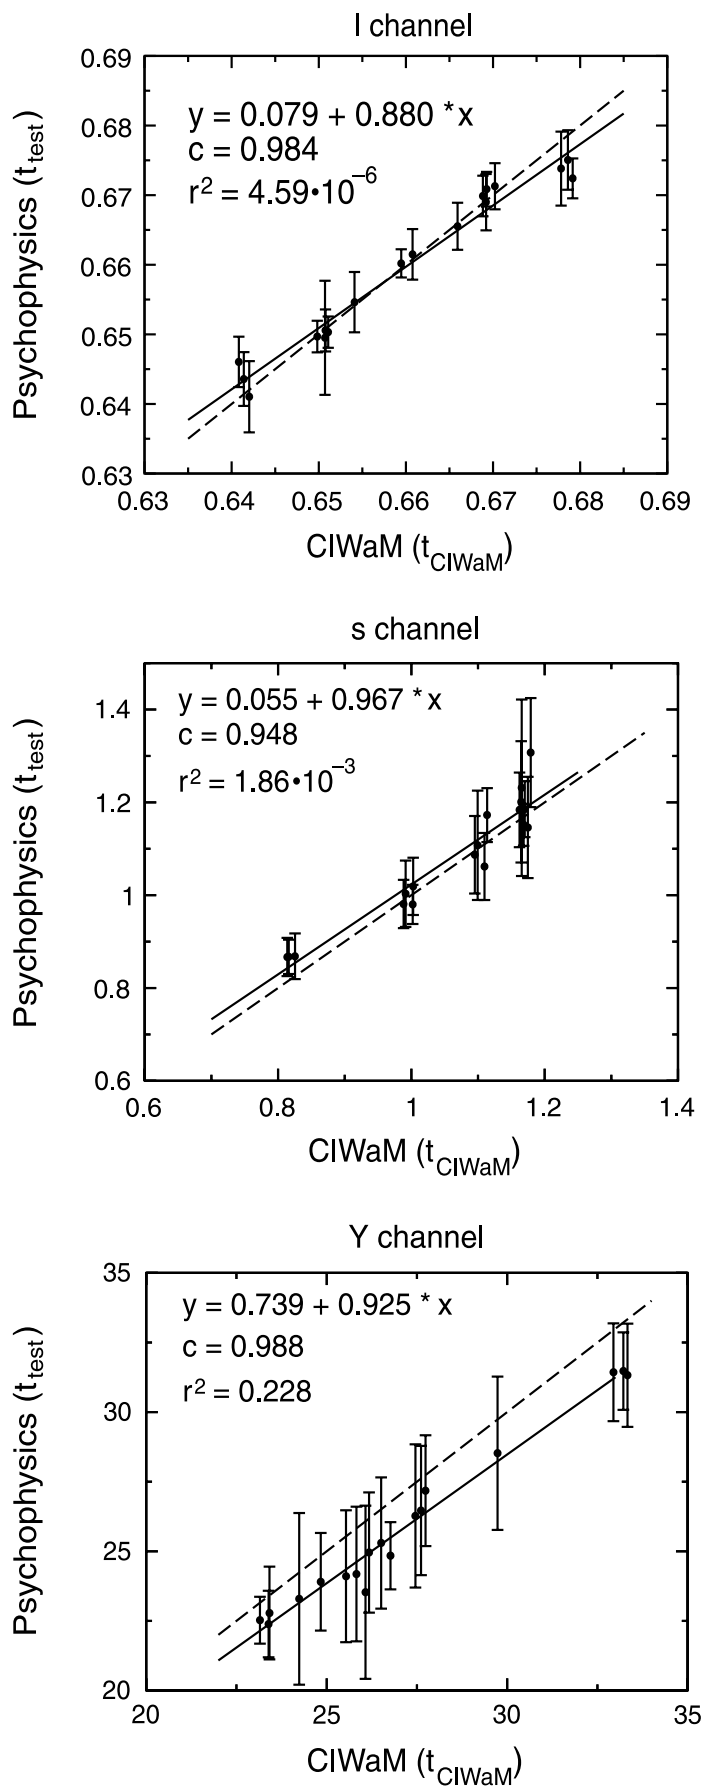 l channel
0.69
0.68
0.67
0.66
0.65
0.64
0.63
Psychophysics (t_test)
y = 0.079 + 0.880 * x
c = 0.984
r² = 4.59•10⁻⁶
0.63 0.64 0.65 0.66 0.67 0.68 0.69
CIWaM (t_CIWaM)
s channel
1.4
1.2
1
0.8
0.6
Psychophysics (t_test)
y = 0.055 + 0.967 * x
c = 0.948
r² = 1.86•10⁻³
0.6 0.8 1 1.2 1.4
CIWaM (t_CIWaM)
Y channel
35
30
25
20
Psychophysics (t_test)
y = 0.739 + 0.925 * x
c = 0.988
r² = 0.228
20 25 30 35
CIWaM (t_CIWaM)